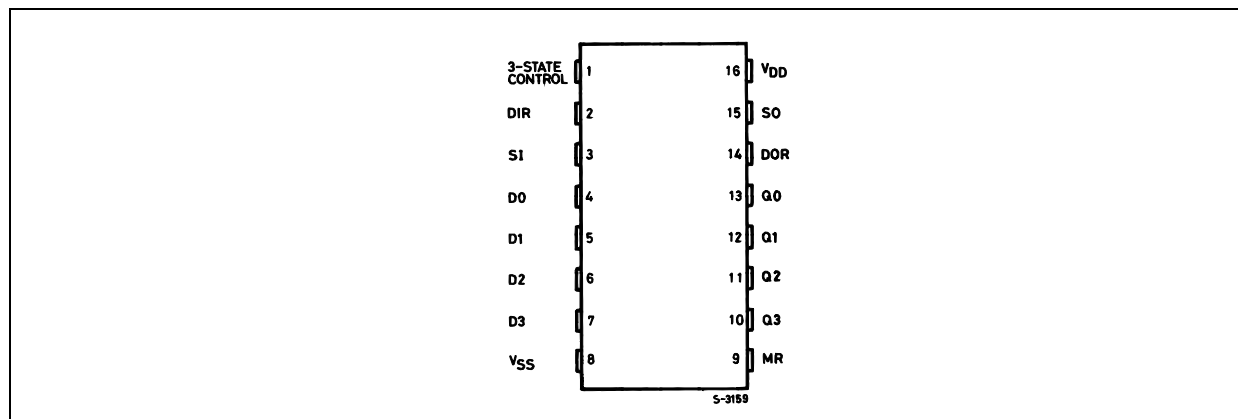 3-STATE
CONTROL 1 16 VDD
DIR 2 15 SO
SI 3 14 DOR
D0 4 13 Q0
D1 5 12 Q1
D2 6 11 Q2
D3 7 10 Q3
VSS 8 9 MR
S-3159